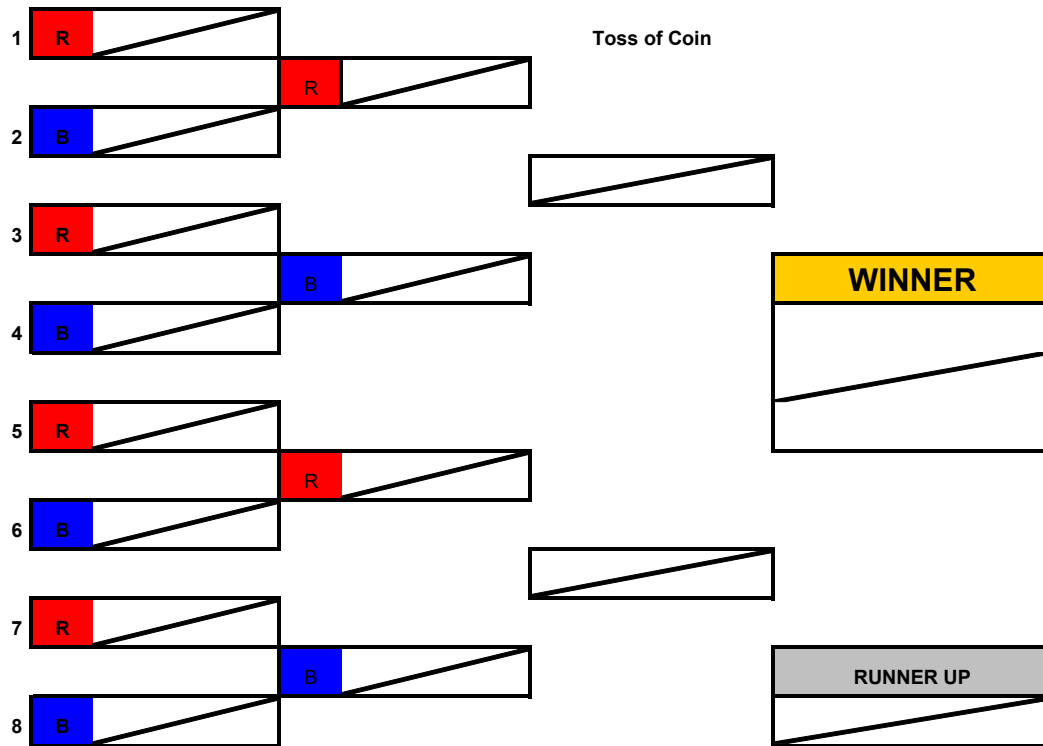 1 R Toss of Coin
R
2 B
3 R
B WINNER
4 B
5 R
R
6 B
7 R
B RUNNER UP
8 B